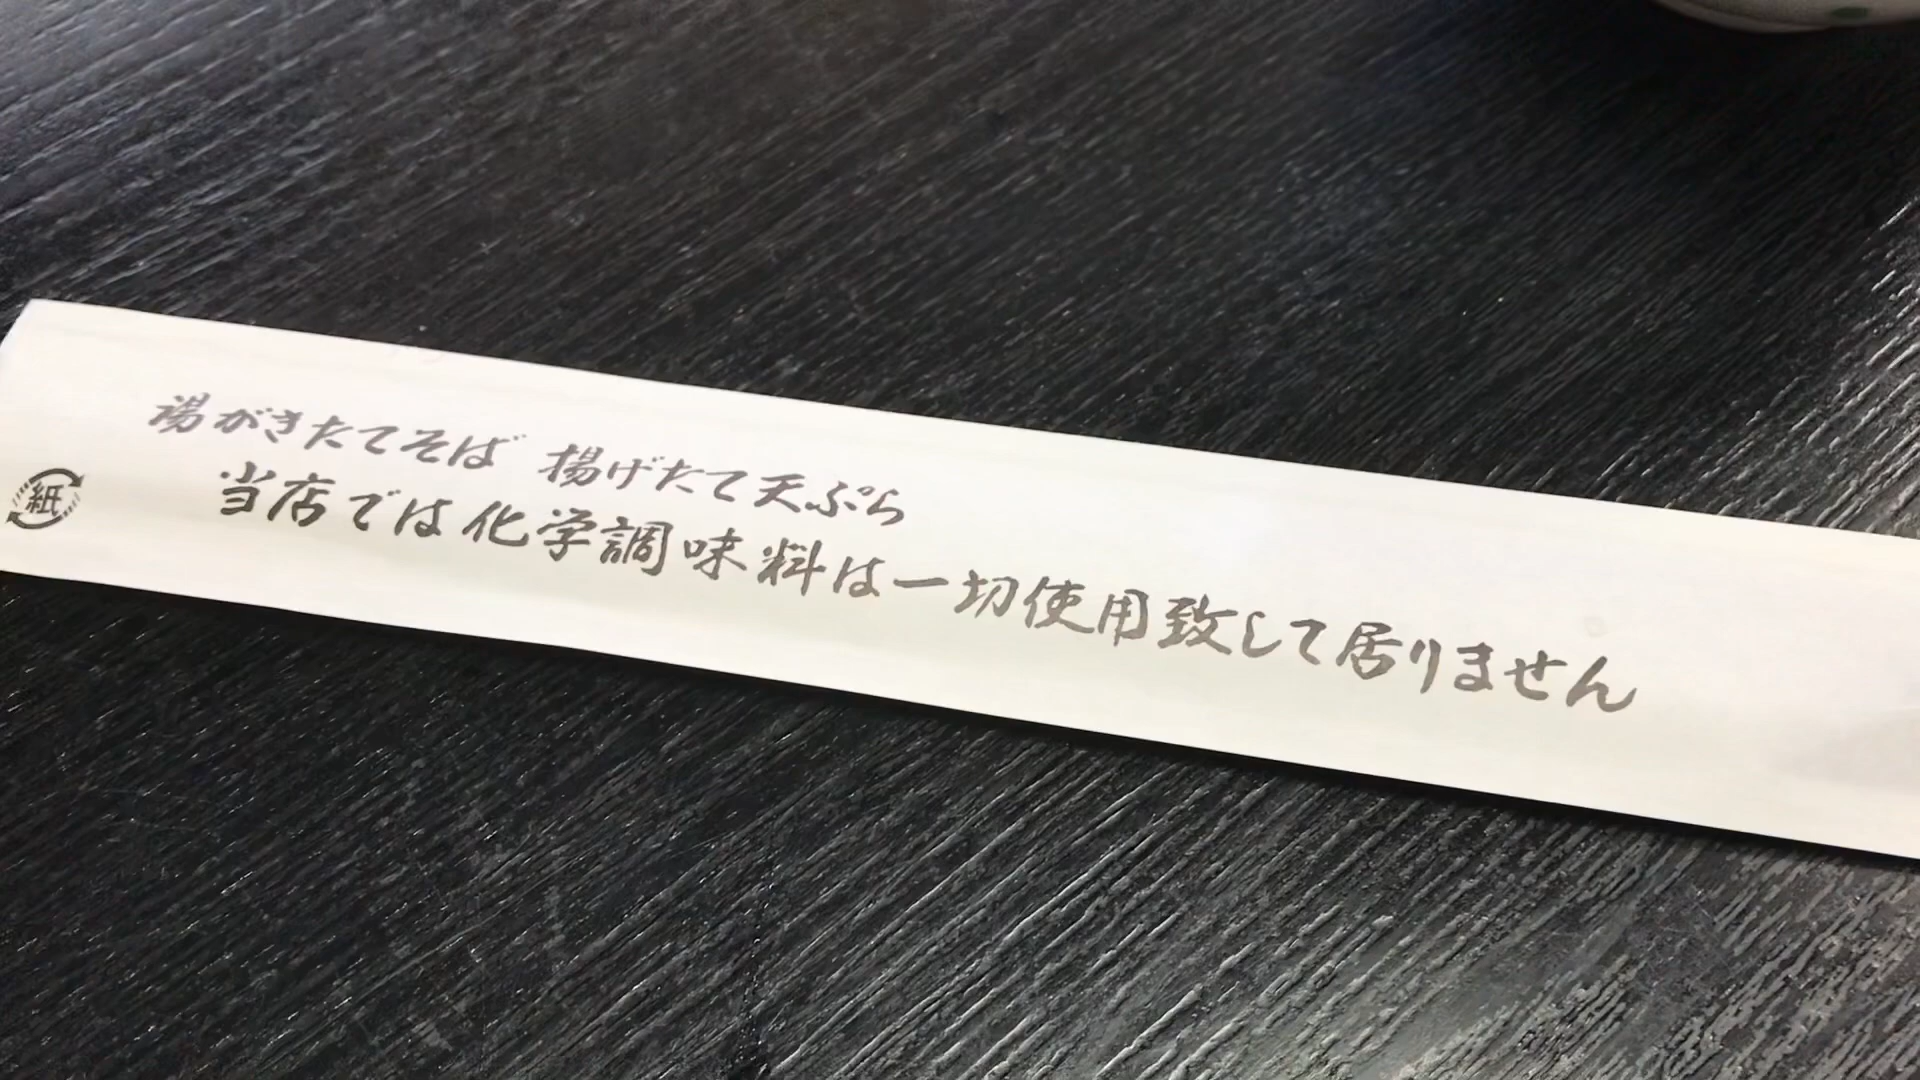 湯がきたてそば 揚げたて天ぷら
当店では化学調味料は一切使用致して居りません
紙